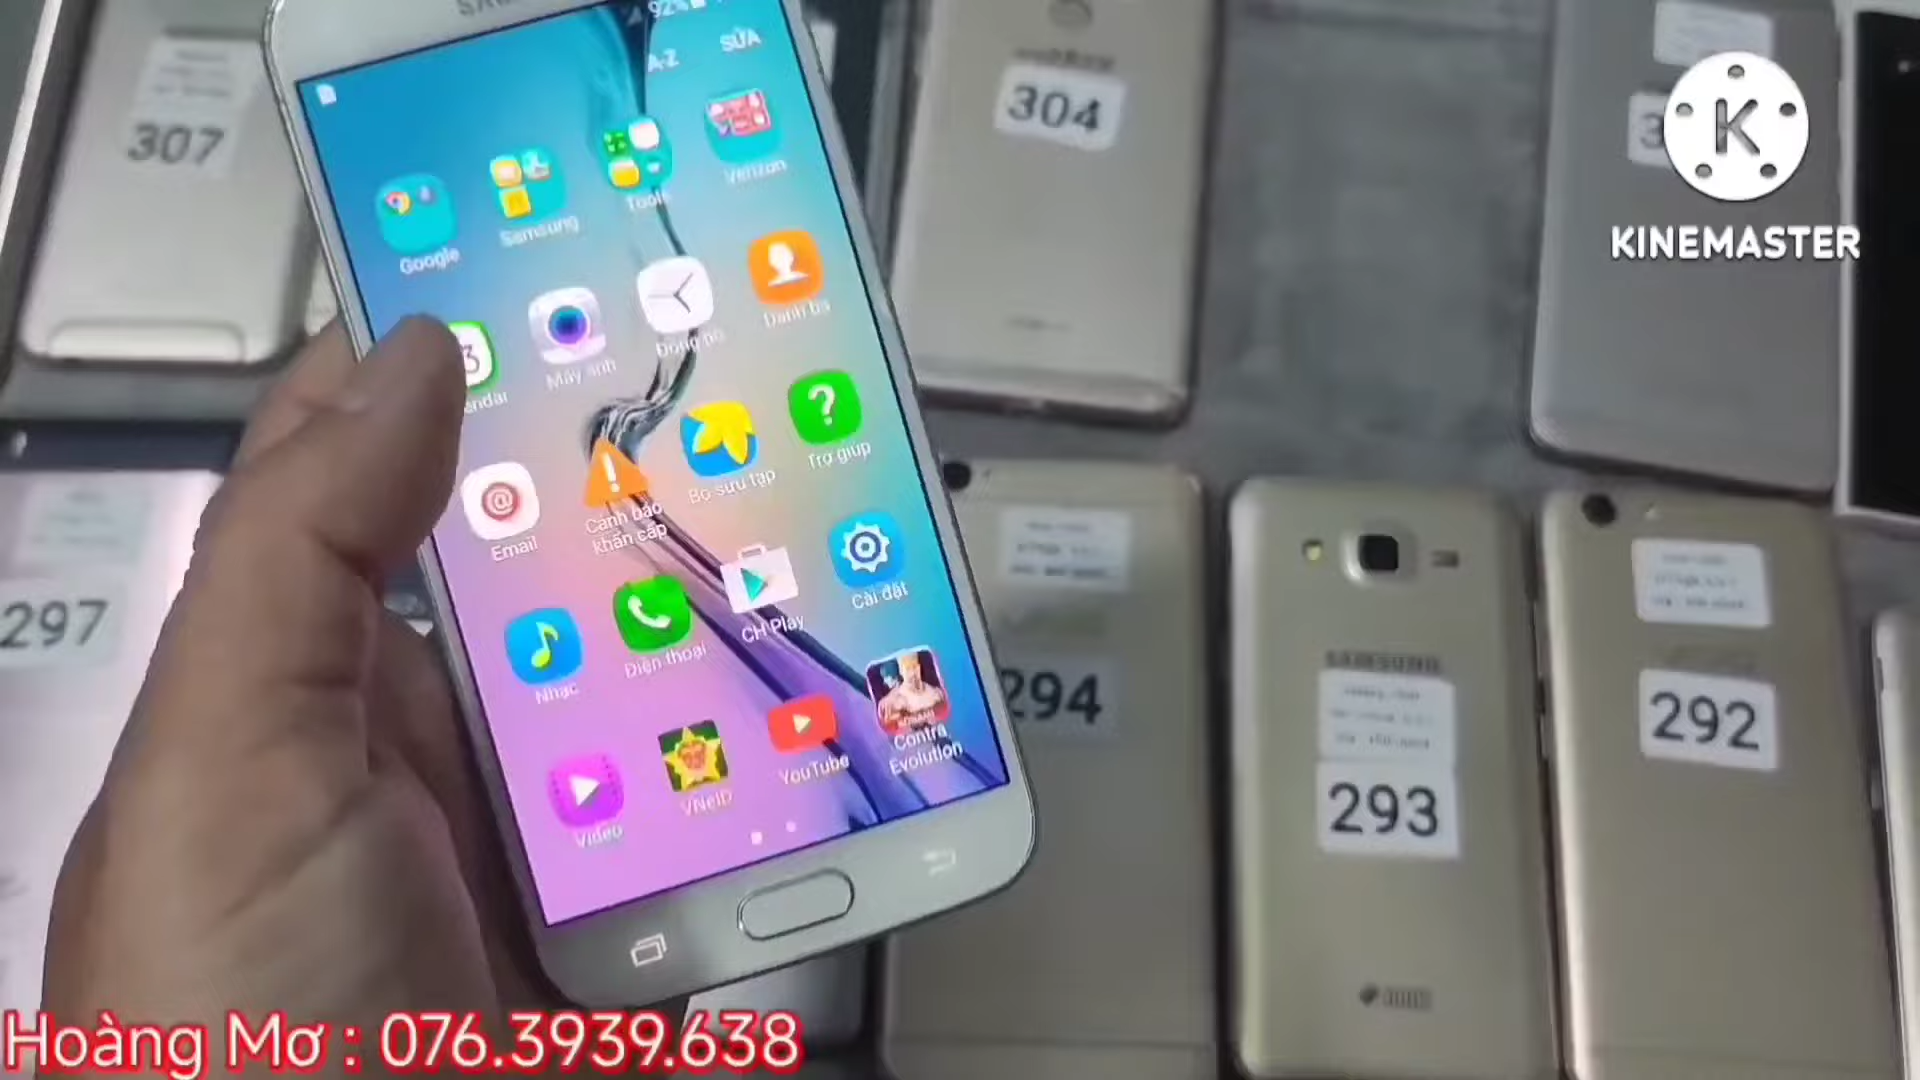 92%
A-Z SỬA
Google
Samsung
Tools
Verizon
Máy ảnh
Đồng hồ
Danh bạ
Email
Cảnh báo
khẩn cấp
Bộ sưu tập
Trợ giúp
Nhạc
Điện thoại
CH Play
Cài đặt
Video
VNeID
YouTube
Contra
Evolution
307
304
K
KINEMASTER
297
294
SAMSUNG
293
292
Hoàng Mơ : 076.3939.638